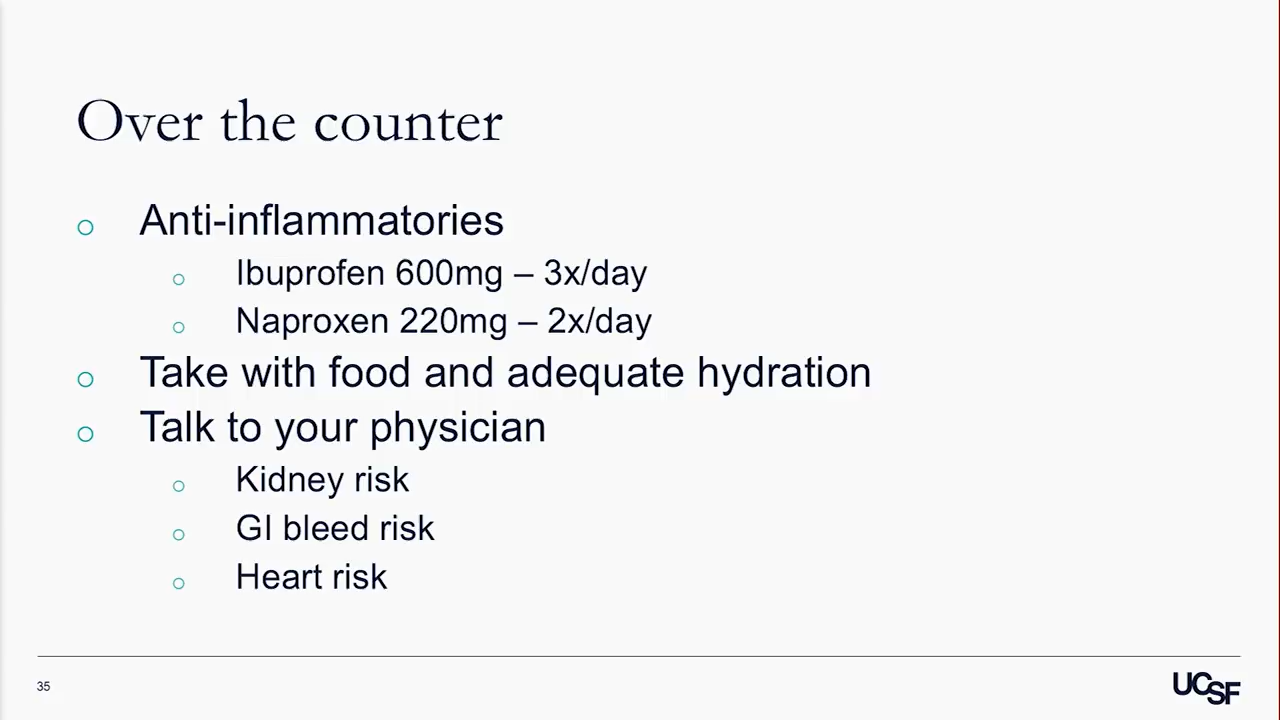 Over the counter
Anti-inflammatories
Ibuprofen 600mg – 3x/day
Naproxen 220mg – 2x/day
Take with food and adequate hydration
Talk to your physician
Kidney risk
GI bleed risk
Heart risk
35
UCSF